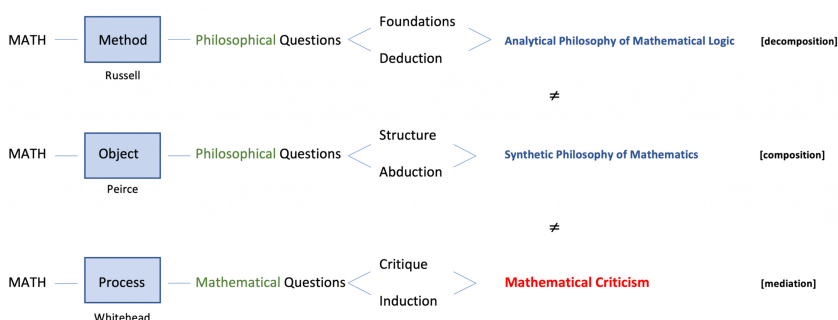 Foundations
MATH Method Philosophical Questions Analytical Philosophy of Mathematical Logic [decomposition]
Deduction
Russell
≠
Structure
MATH Object Philosophical Questions Synthetic Philosophy of Mathematics [composition]
Abduction
Peirce
≠
Critique
MATH Process Mathematical Questions Mathematical Criticism [mediation]
Induction
Whitehead